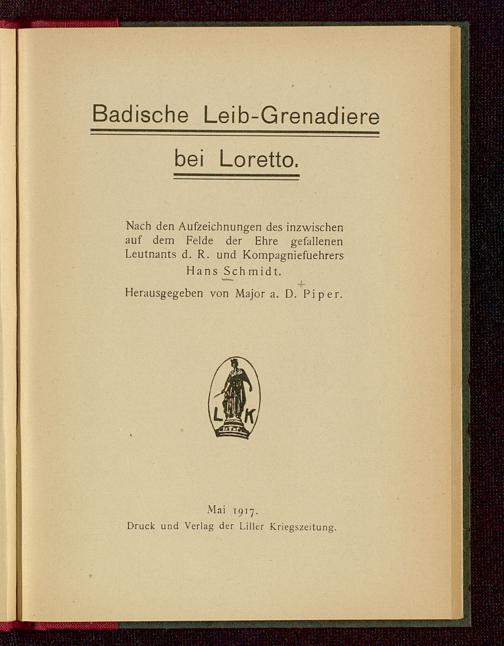 Badische Leib-Grenadiere
bei Loretto.
Nach den Aufzeichnungen des inzwischen
auf dem Felde der Ehre gefallenen
Leutnants d. R. und Kompagniefuehrers
Hans Schmidt.
Herausgegeben von Major a. D. Piper.
L K
Mai 1917.
Druck und Verlag der Liller Kriegszeitung.